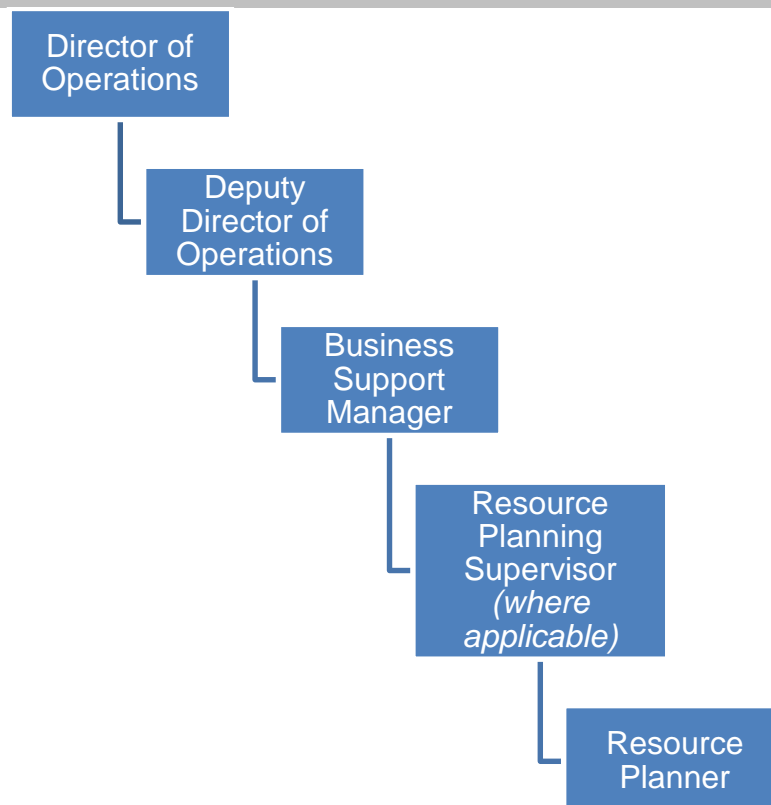 Director of
Operations
Deputy
Director of
Operations
Business
Support
Manager
Resource
Planning
Supervisor
(where
applicable)
Resource
Planner